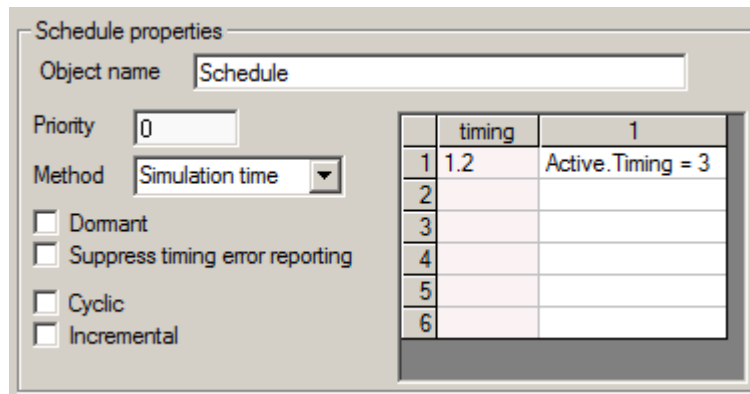 Schedule properties
Object name Schedule
Priority 0
Method Simulation time
Dormant
Suppress timing error reporting
Cyclic
Incremental
timing 1
1 1.2 Active.Timing = 3
2
3
4
5
6